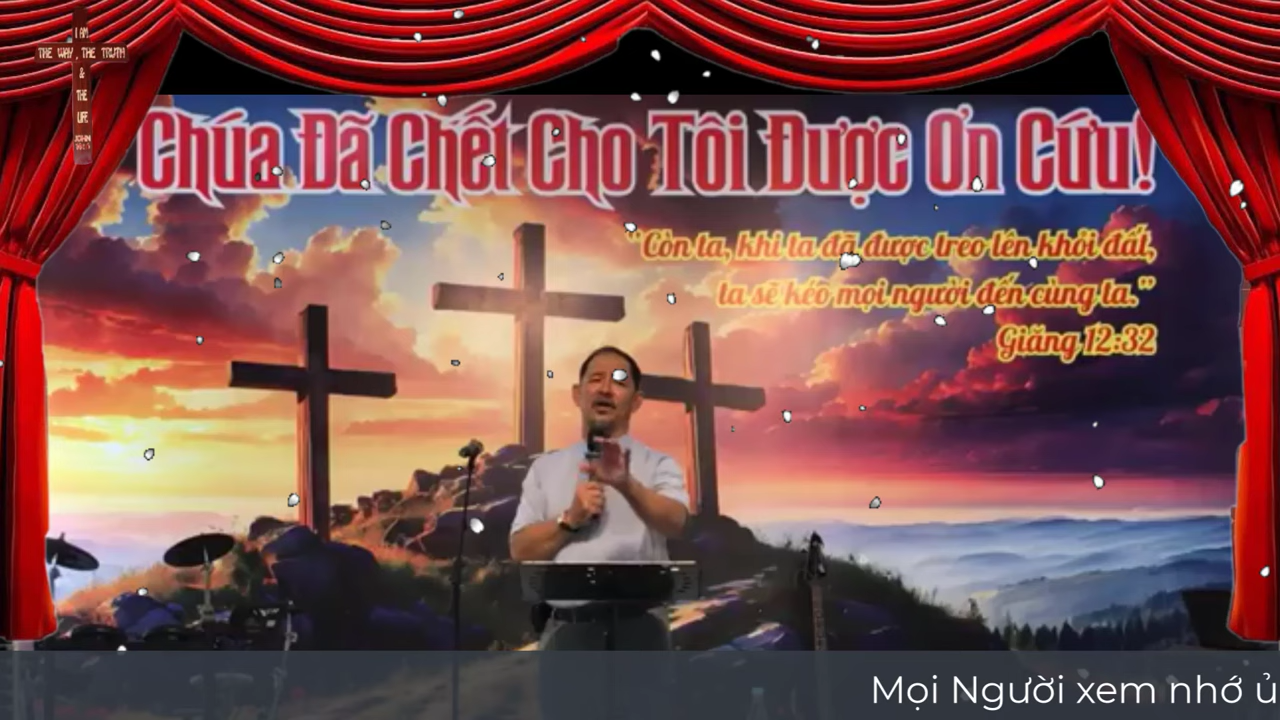 I AM
THE WAY, THE TRUTH
&
THE
LIFE
JOHN
Chúa Đã Chết Cho Tôi Được Ơn Cứu!
"Còn ta, khi ta đã được treo lên khỏi đất,
ta sẽ kéo mọi người đến cùng ta."
Giăng 12:32
Mọi Người xem nhớ ủ